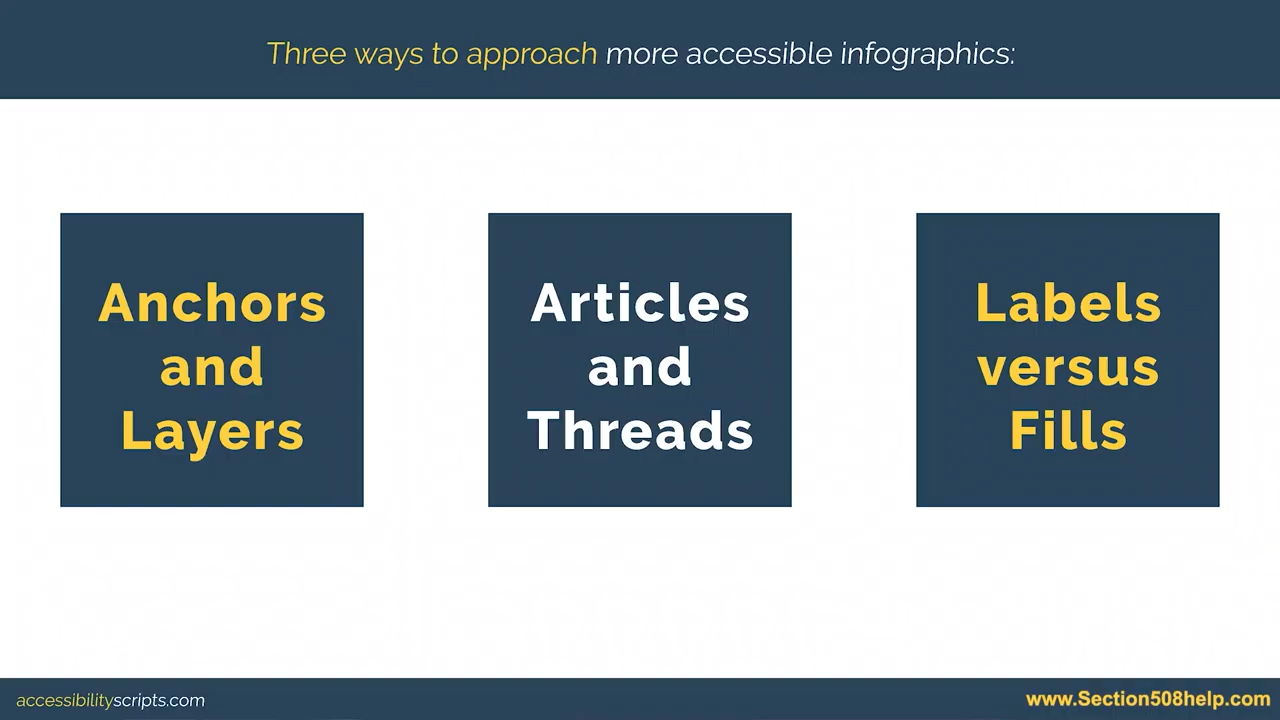 Three ways to approach more accessible infographics:
Anchors
and
Layers
Articles
and
Threads
Labels
versus
Fills
accessibilityscripts.com
www.Section508help.com